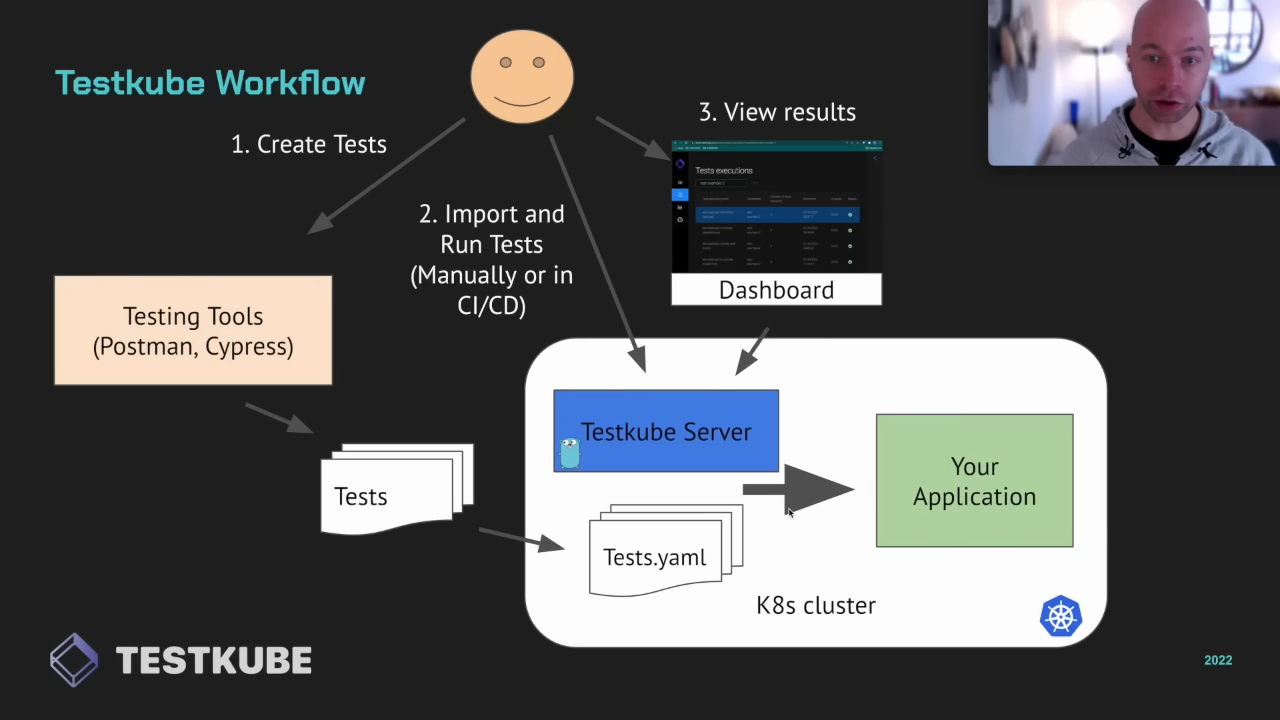 Testkube Workflow
1. Create Tests
2. Import and
Run Tests
(Manually or in
CI/CD)
3. View results
Tests executions
Dashboard
Testing Tools
(Postman, Cypress)
Tests
Testkube Server
Tests.yaml
Your
Application
K8s cluster
TESTKUBE
2022